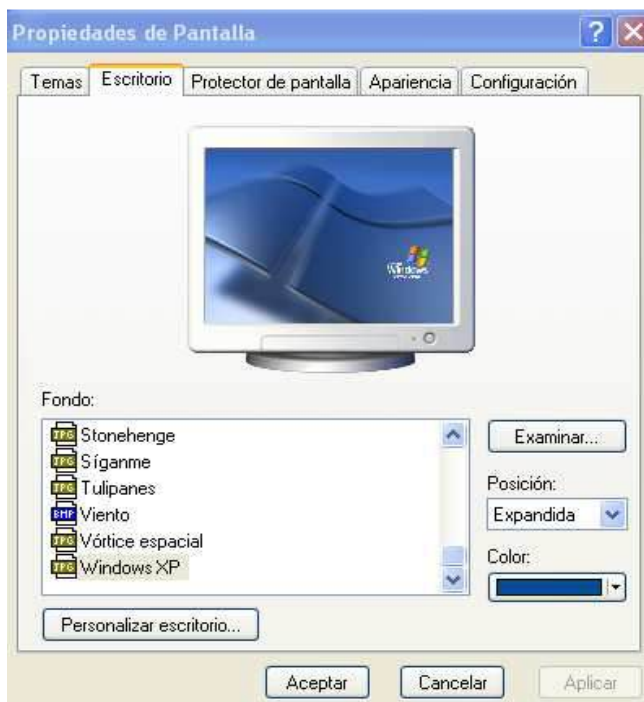 Propiedades de Pantalla
Temas Escritorio Protector de pantalla Apariencia Configuración
Windows
Fondo:
Stonehenge
Síganme
Tulipanes
Viento
Vórtice espacial
Windows XP
Examinar...
Posición:
Expandida
Color:
Personalizar escritorio...
Aceptar Cancelar Aplicar